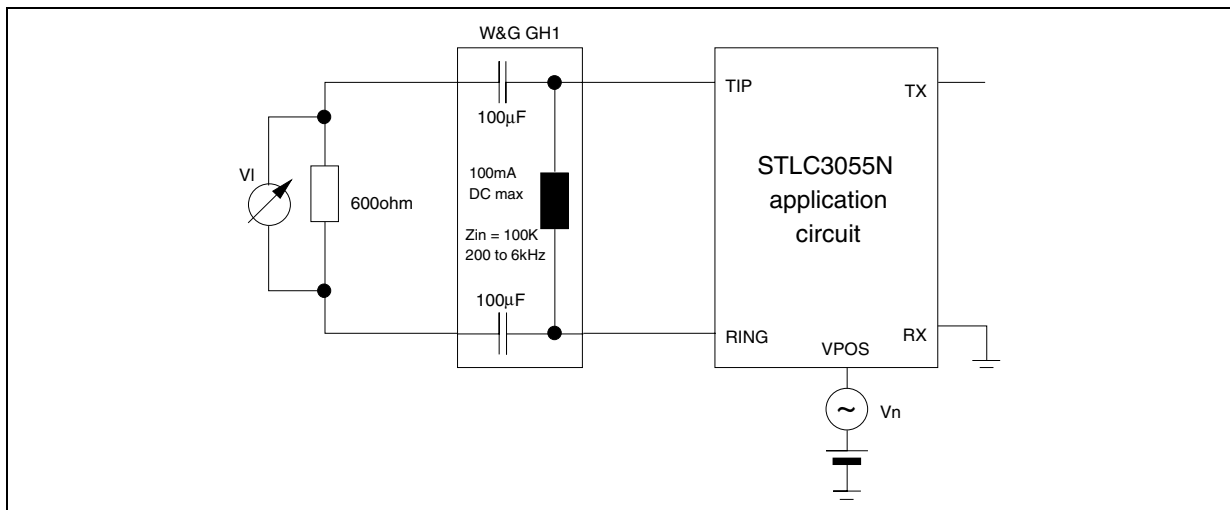 W&G GH1
100μF
100mA
DC max
Zin = 100K
200 to 6kHz
100μF
VI
600ohm
TIP
TX
STLC3055N
application
circuit
RING
RX
VPOS
~
Vn